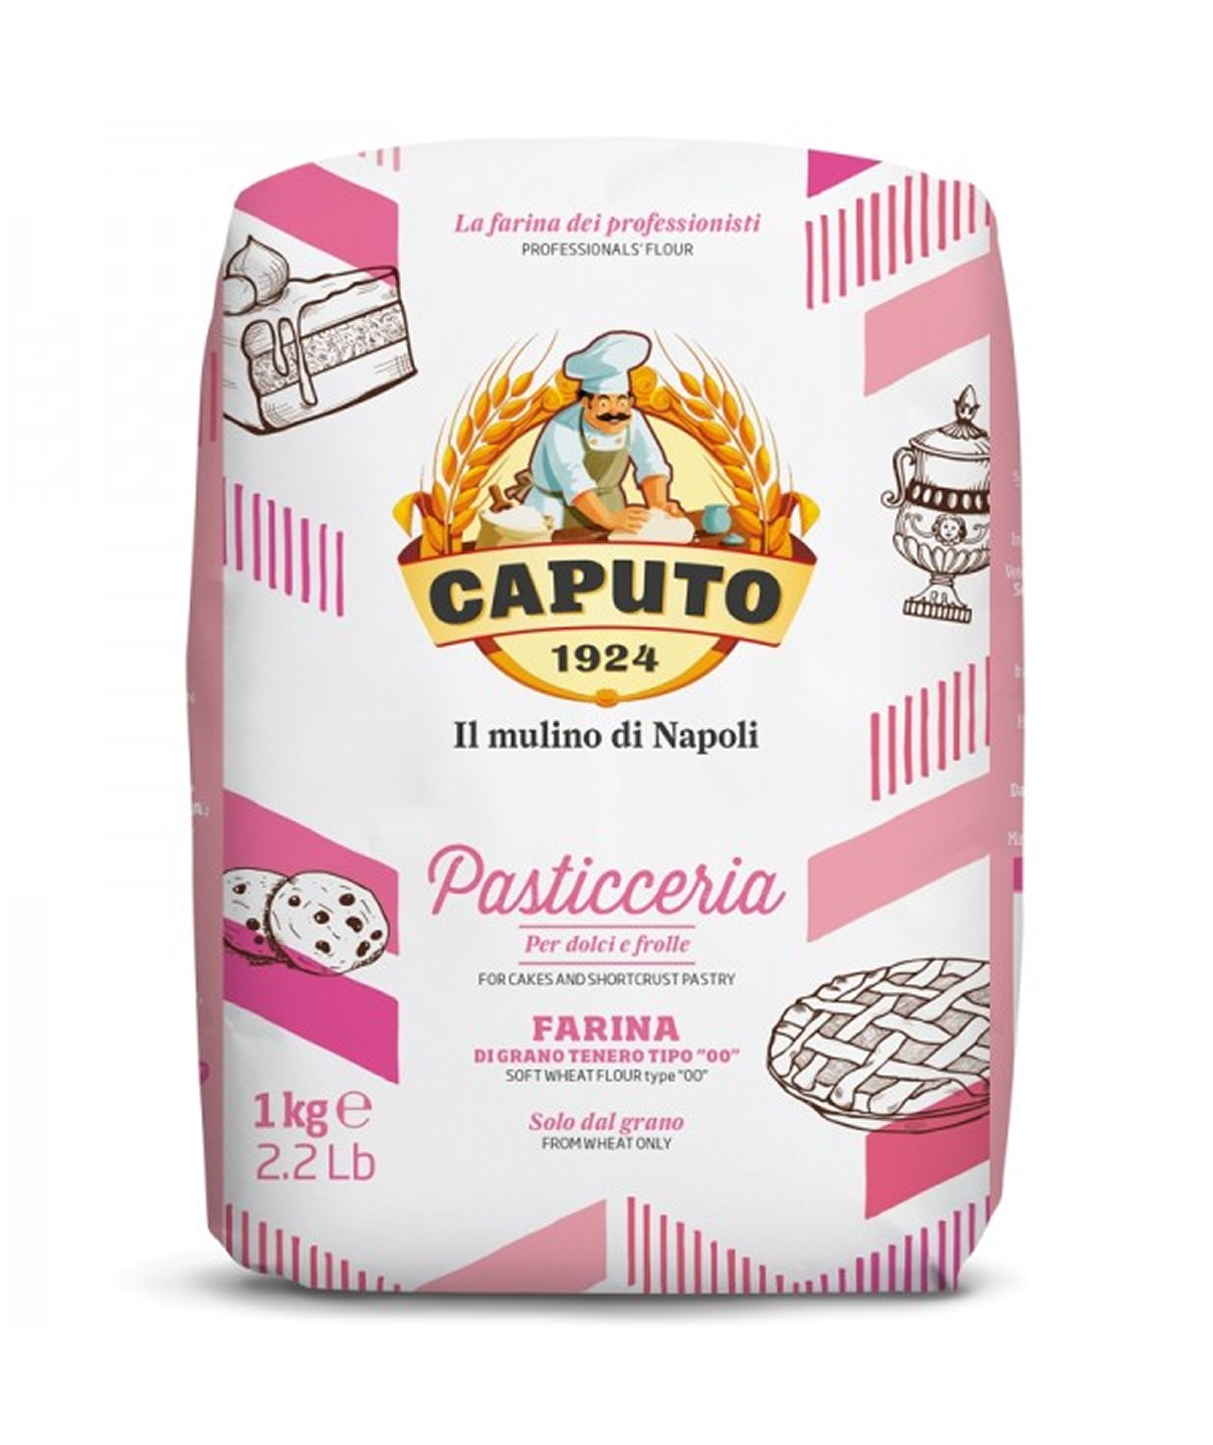 La farina dei professionisti
PROFESSIONALS' FLOUR
CAPUTO
1924
Il mulino di Napoli
Pasticceria
Per dolci e frolle
FOR CAKES AND SHORTCRUST PASTRY
FARINA
DI GRANO TENERO TIPO "00"
SOFT WHEAT FLOUR type "00"
Solo dal grano
FROM WHEAT ONLY
1 kg ℮
2.2 Lb